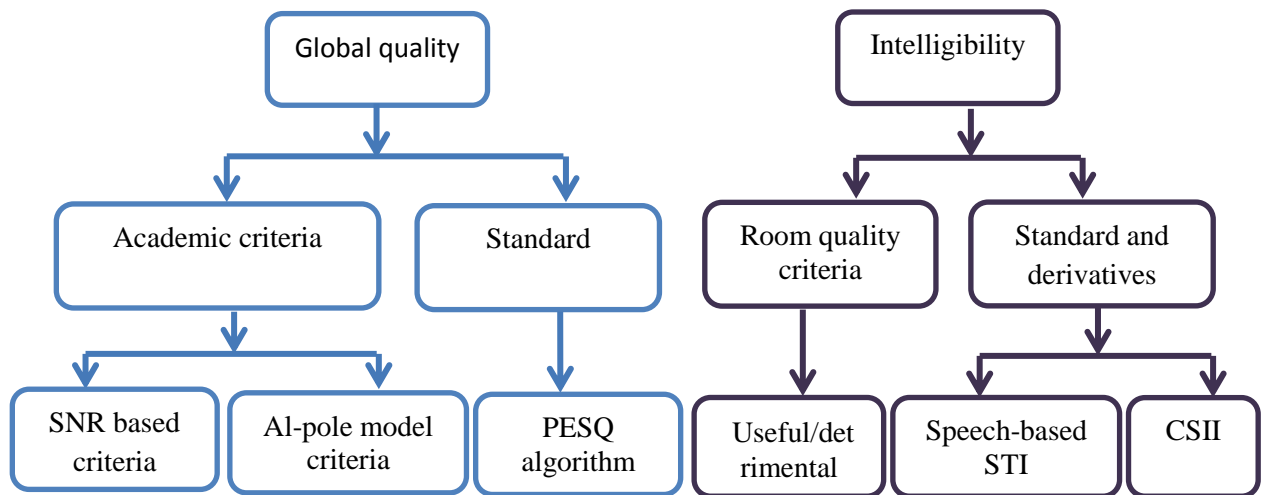 Global quality
Intelligibility
Academic criteria
Standard
Room quality
criteria
Standard and
derivatives
SNR based
criteria
Al-pole model
criteria
PESQ
algorithm
Useful/det
rimental
Speech-based
STI
CSII